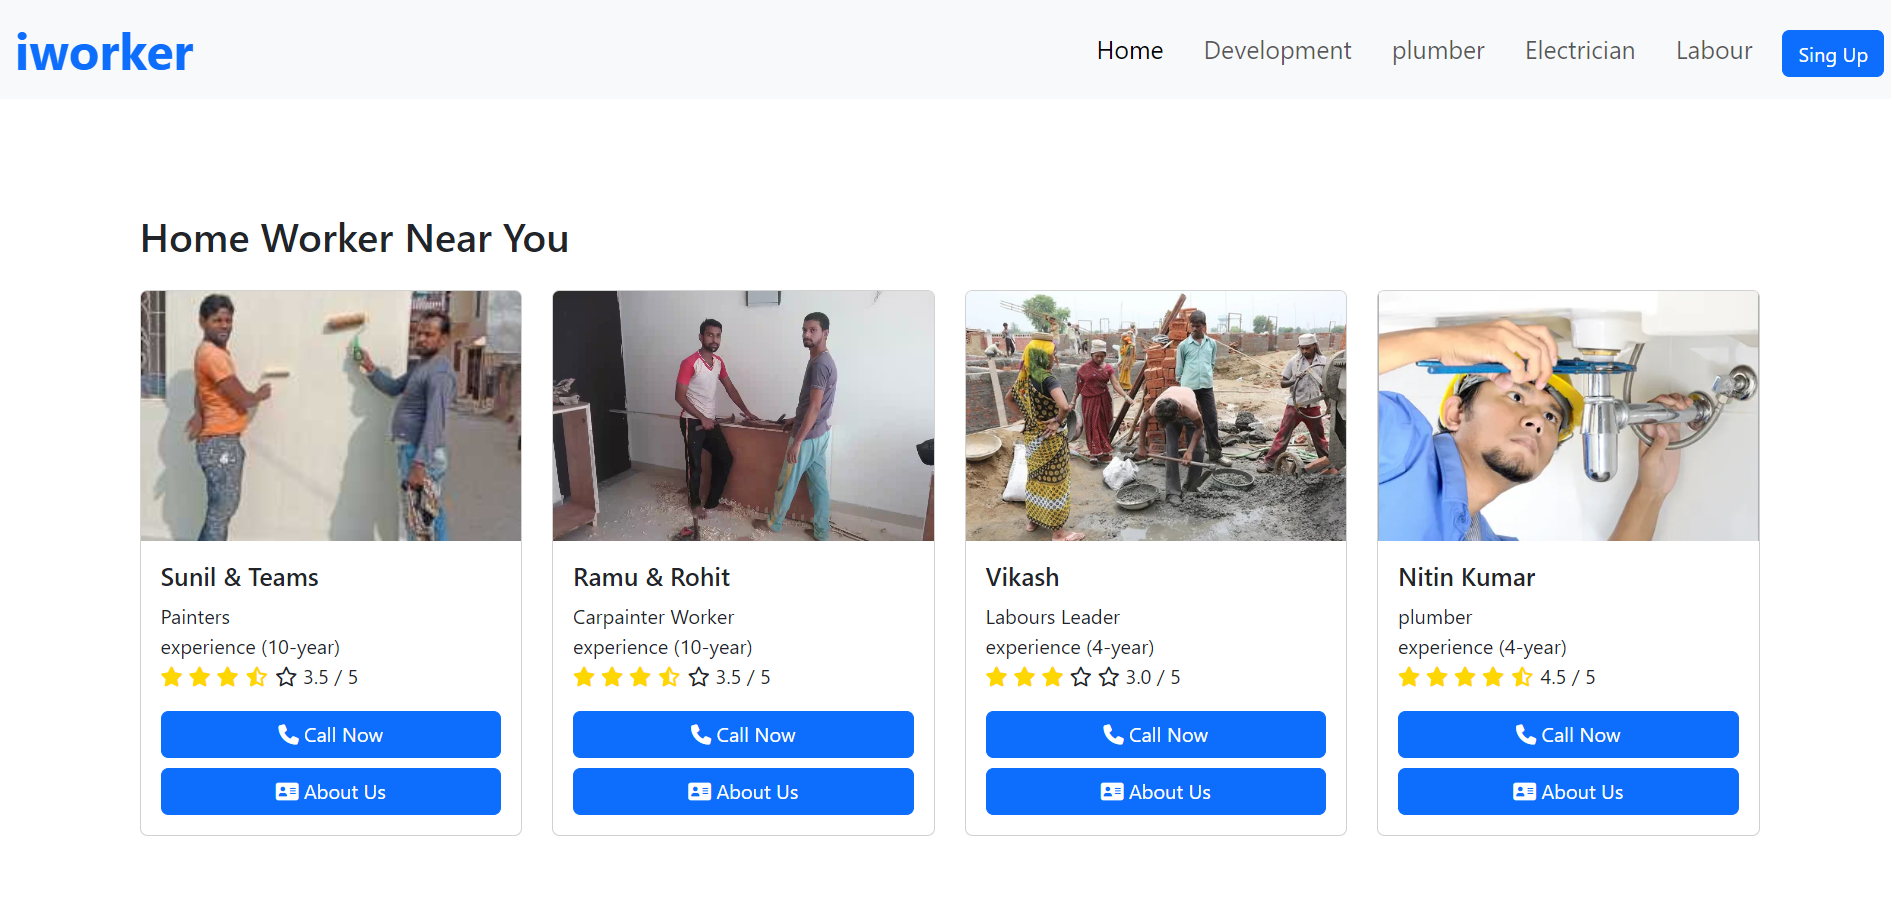 iworker
Home Development plumber Electrician Labour Sing Up
Home Worker Near You
Sunil & Teams
Painters
experience (10-year)
3.5 / 5
Call Now
About Us
Ramu & Rohit
Carpainter Worker
experience (10-year)
3.5 / 5
Call Now
About Us
Vikash
Labours Leader
experience (4-year)
3.0 / 5
Call Now
About Us
Nitin Kumar
plumber
experience (4-year)
4.5 / 5
Call Now
About Us